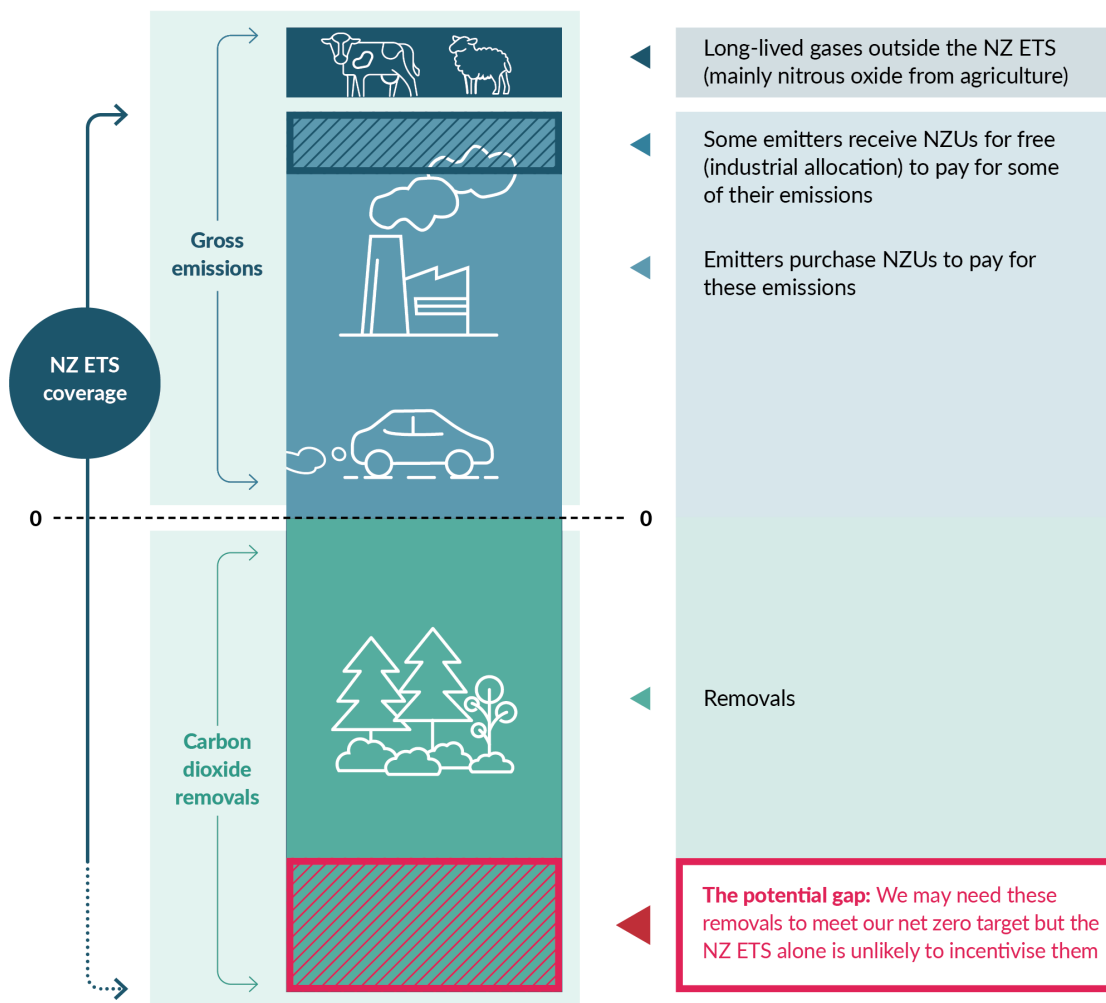 Long-lived gases outside the NZ ETS
(mainly nitrous oxide from agriculture)
Some emitters receive NZUs for free
(industrial allocation) to pay for some
of their emissions
Gross
emissions
Emitters purchase NZUs to pay for
these emissions
NZ ETS
coverage
0
0
Removals
Carbon
dioxide
removals
The potential gap: We may need these
removals to meet our net zero target but the
NZ ETS alone is unlikely to incentivise them